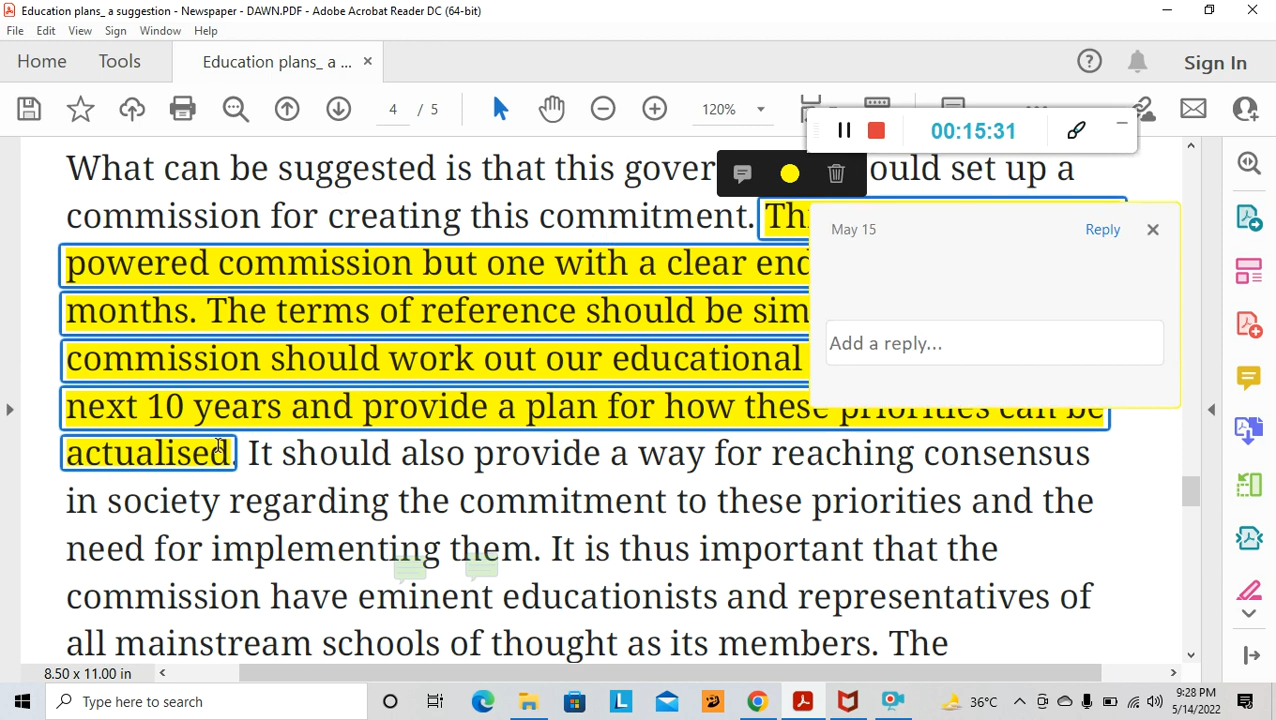 Education plans_ a suggestion - Newspaper - DAWN.PDF - Adobe Acrobat Reader DC (64-bit)
File Edit View Sign Window Help
Home Tools Education plans_ a ... × Sign In
4 / 5 120%
00:15:31
What can be suggested is that this gover ould set up a
commission for creating this commitment. Thi
May 15 Reply
powered commission but one with a clear end
months. The terms of reference should be sim
Add a reply...
commission should work out our educational
next 10 years and provide a plan for how these priorities can be
actualised. It should also provide a way for reaching consensus
in society regarding the commitment to these priorities and the
need for implementing them. It is thus important that the
commission have eminent educationists and representatives of
all mainstream schools of thought as its members. The
8.50 x 11.00 in
Type here to search
L
36°C
9:28 PM
5/14/2022